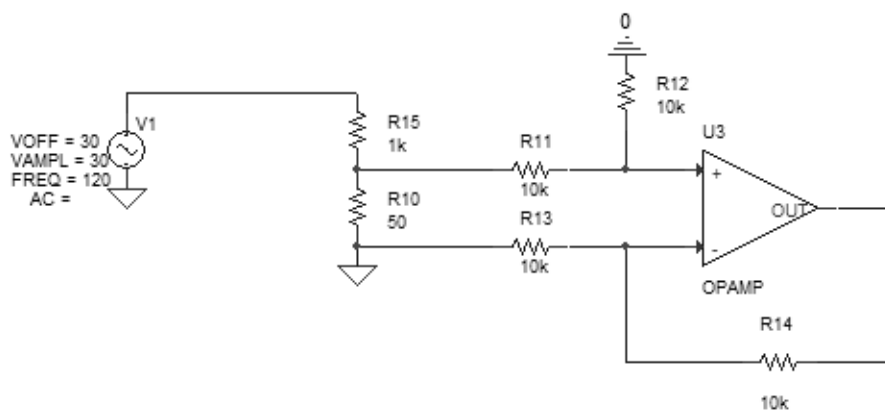 0
R12
10k
V1
VOFF = 30
VAMPL = 30
FREQ = 120
AC =
R15
1k
R11
10k
U3
+
OUT
-
OPAMP
R10
50
R13
10k
R14
10k